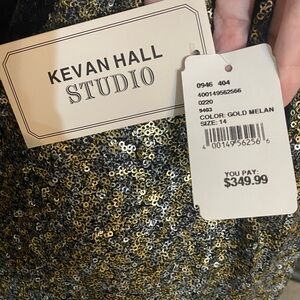 KEVAN HALL
STUDIO
0946 404
400149562566
0220
9403
COLOR: GOLD MELAN
SIZE: 14
4 00149 56256 6
YOU PAY:
$349.99